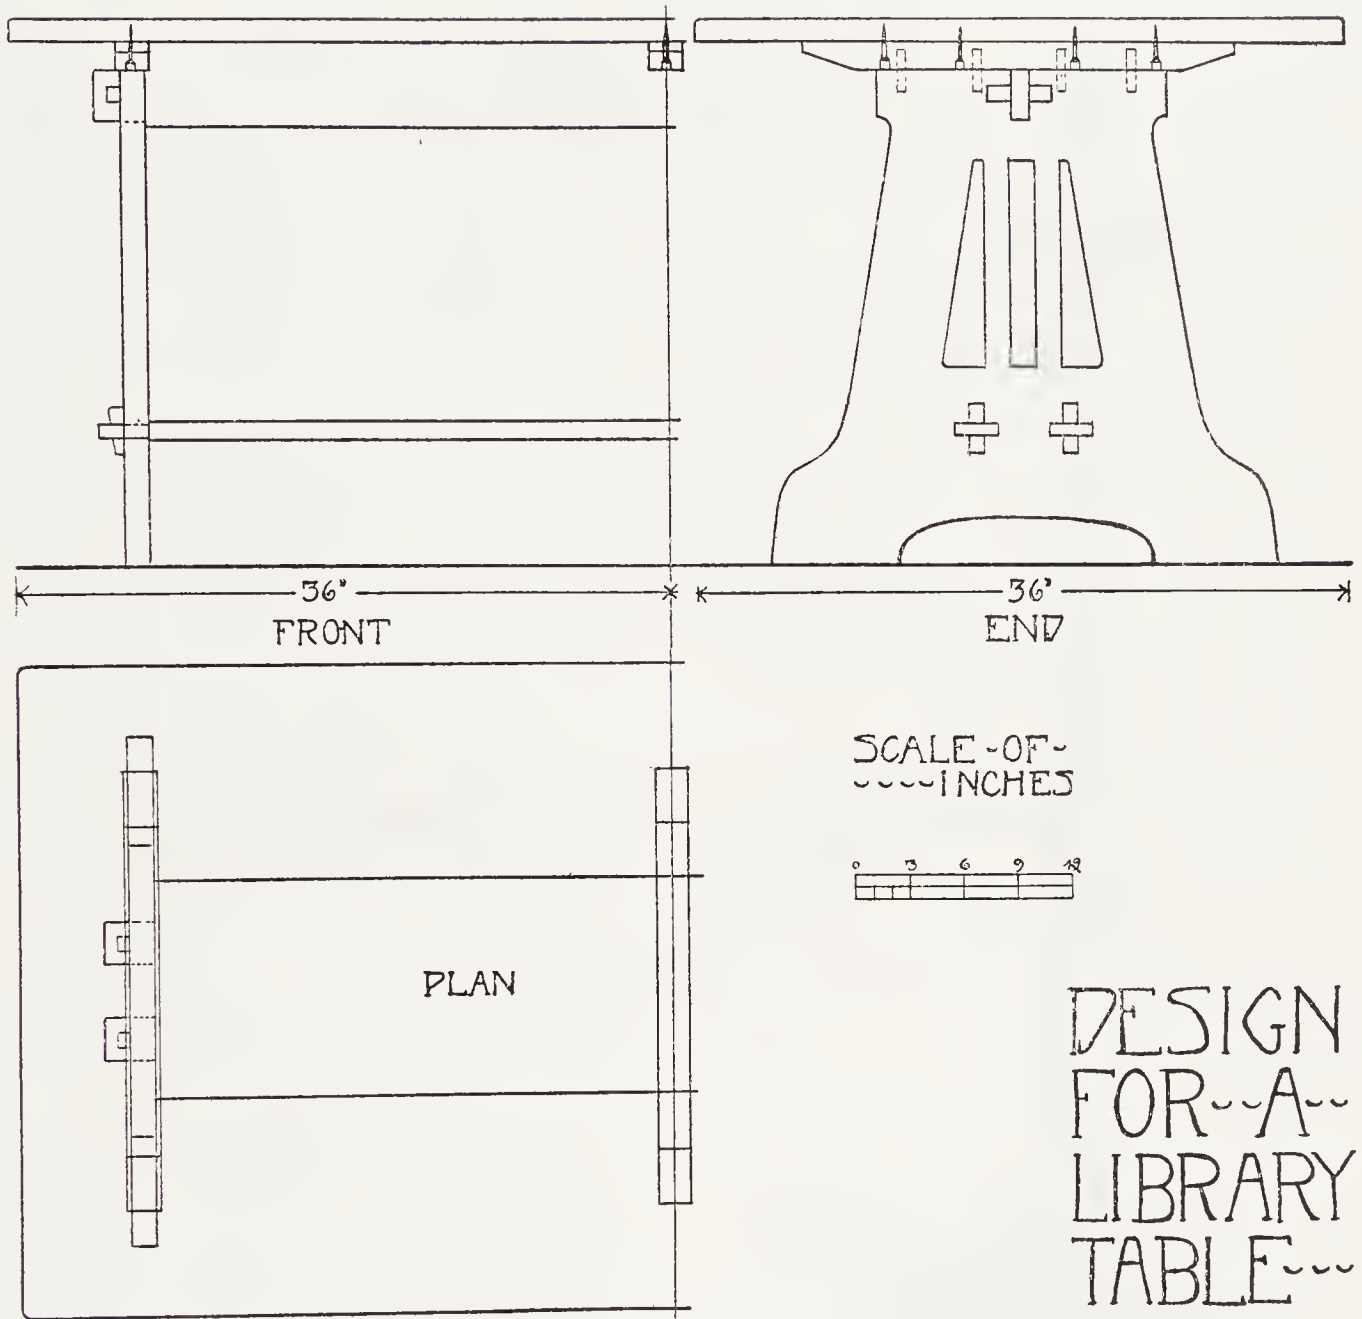 36" 36"
FRONT END
SCALE-OF-
----INCHES
0 3 6 9 12
PLAN
DESIGN
FOR--A--
LIBRARY
TABLE---